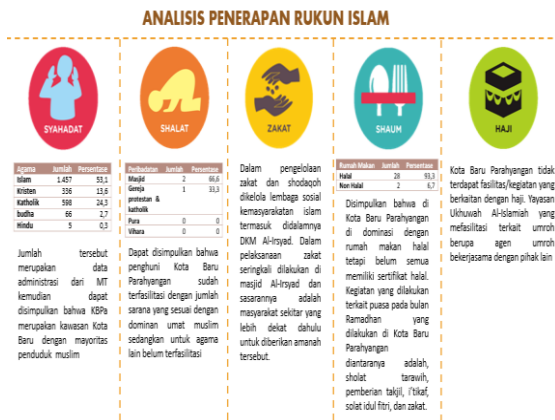 ANALISIS PENERAPAN RUKUN ISLAM
SYAHADAT
Agama Jumlah Persentase
Islam 1.457 53,1
Kristen 336 13,6
Katholik 598 24,3
budha 66 2,7
Hindu 5 0,3
Jumlah tersebut
merupakan data
administrasi dari MT
kemudian dapat
disimpulkan bahwa KBPa
merupakan kawasan Kota
Baru dengan mayoritas
penduduk muslim
SHALAT
Peribadatan Jumlah Persentase
Masjid 2 66,6
Gereja 1 33,3
protestan &
katholik
Pura 0 0
Vihara 0 0
Dapat disimpulkan bahwa
penghuni Kota Baru
Parahyangan sudah
terfasilitasi dengan jumlah
sarana yang sesuai dengan
dominan umat muslim
sedangkan untuk agama
lain belum terfasilitasi
ZAKAT
Dalam pengelolaan
zakat dan shodaqoh
dikelola lembaga sosial
kemasyarakatan islam
termasuk didalamnya
DKM Al-Irsyad. Dalam
pelaksanaan zakat
seringkali dilakukan di
masjid Al-Irsyad dan
sasarannya adalah
masyarakat sekitar yang
lebih dekat dahulu
untuk diberikan amanah
tersebut.
SHAUM
Rumah Makan Jumlah Persentase
Halal 28 93,3
Non Halal 2 6,7
Disimpulkan bahwa di
Kota Baru Parahyangan
di dominasi dengan
rumah makan halal
tetapi belum semua
memiliki sertifikat halal.
Kegiatan yang dilakukan
terkait puasa pada bulan
Ramadhan yang
dilakukan di Kota Baru
Parahyangan
diantaranya adalah,
sholat tarawih,
pemberian takjil, i'tikaf,
solat idul fitri, dan zakat.
HAJI
Kota Baru Parahyangan tidak
terdapat fasilitas/kegiatan yang
berkaitan dengan haji. Yayasan
Ukhuwah Al-Islamiah yang
mefasilitasi terkait umroh
berupa agen umroh
bekerjasama dengan pihak lain